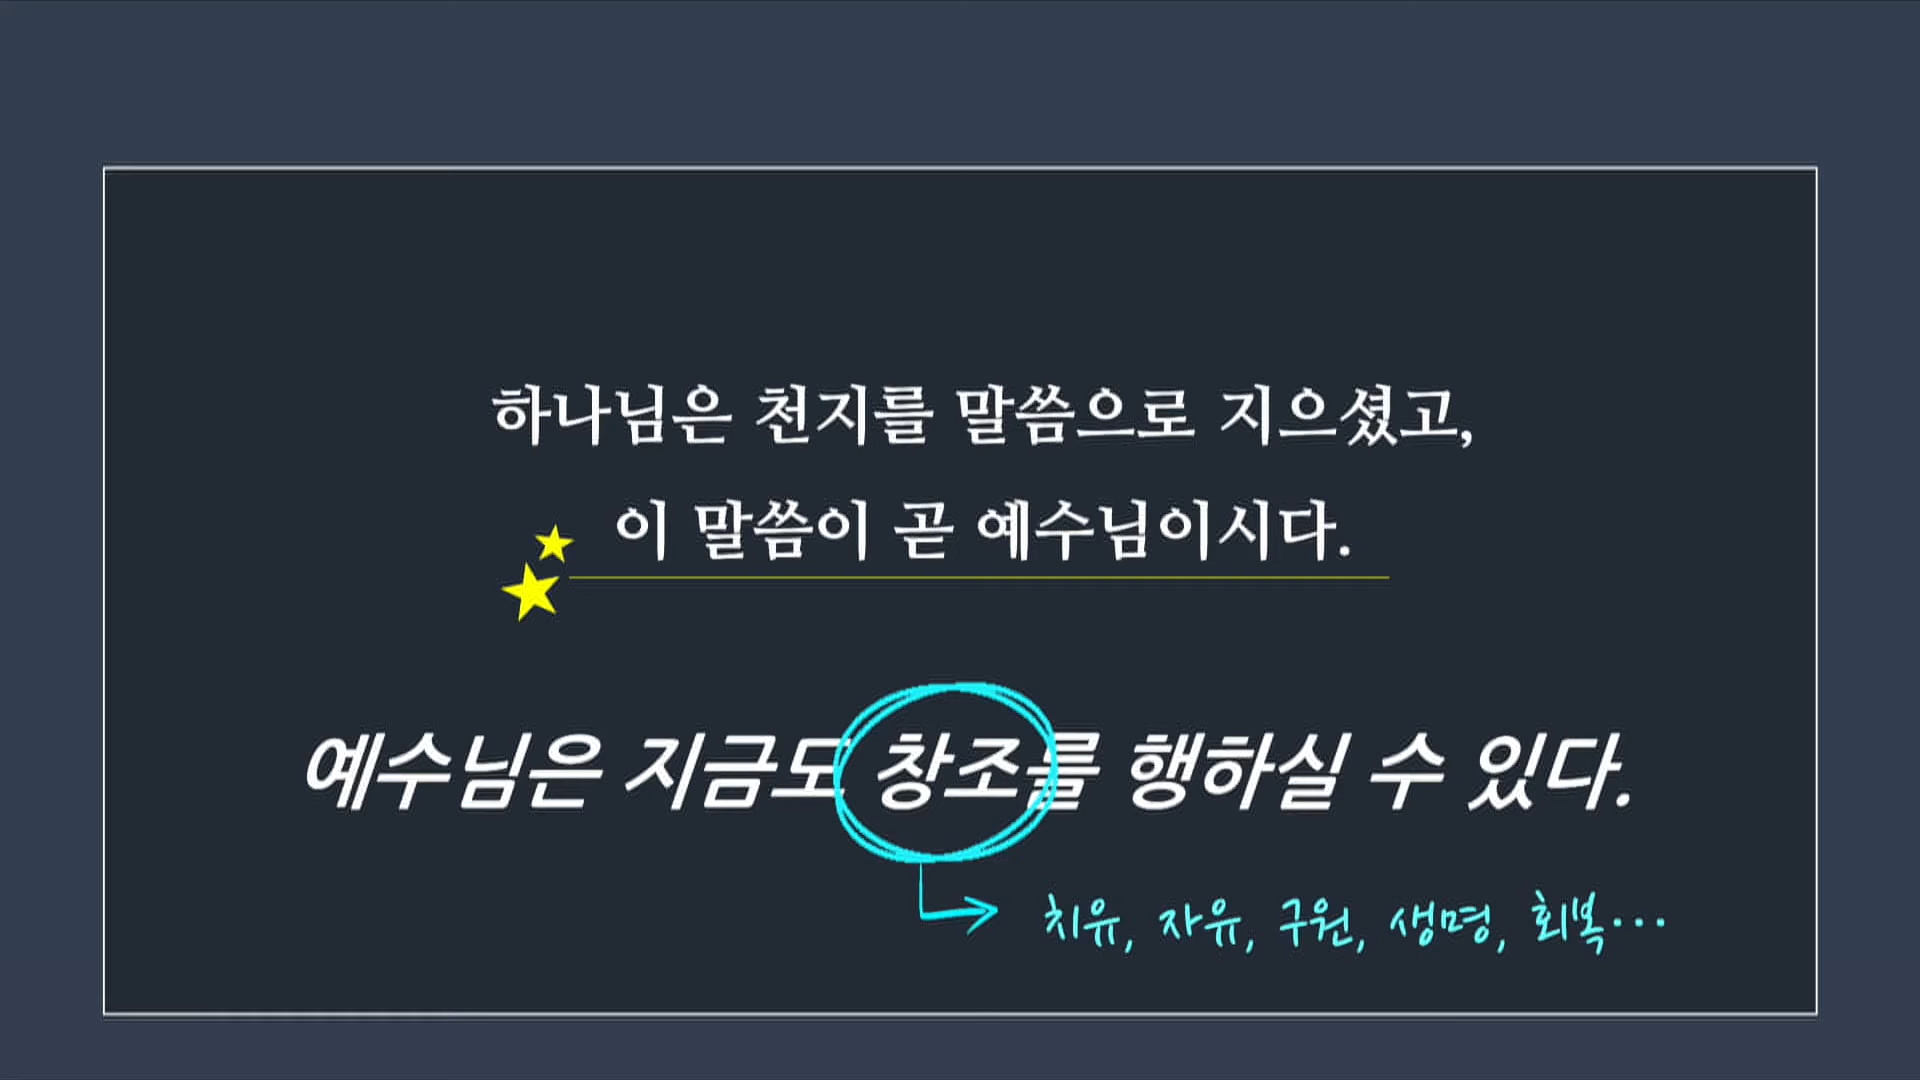 하나님은 천지를 말씀으로 지으셨고,
이 말씀이 곧 예수님이시다.
예수님은 지금도 창조를 행하실 수 있다.
치유, 자유, 구원, 생명, 회복···